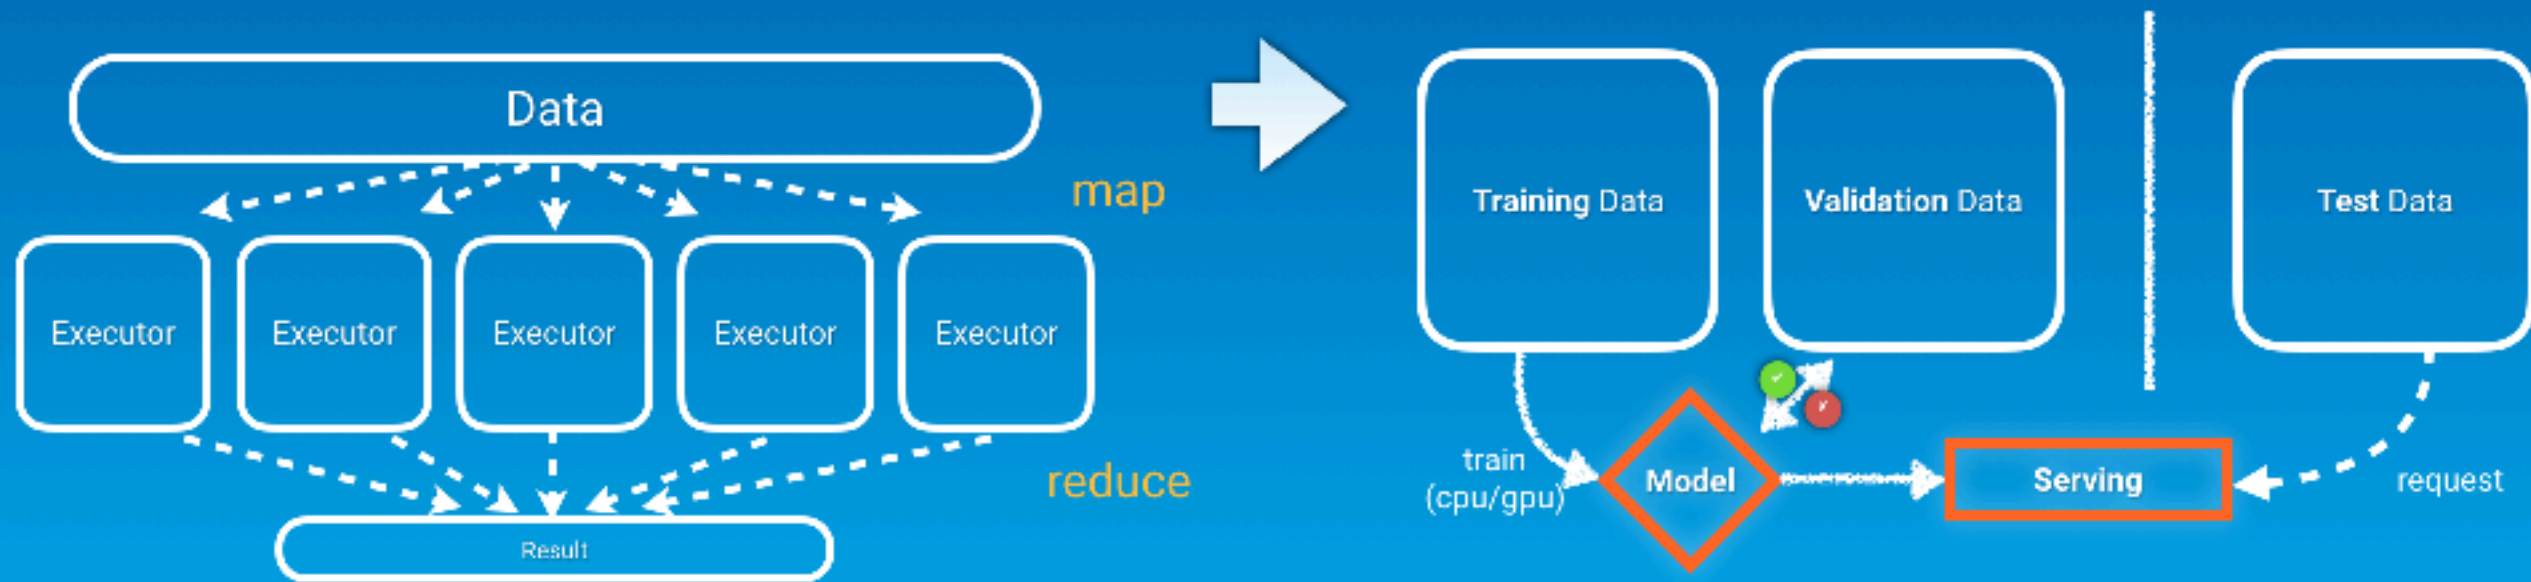 Data
map
Executor
Executor
Executor
Executor
Executor
reduce
Result
Training Data
Validation Data
Test Data
train
(cpu/gpu)
Model
Serving
request